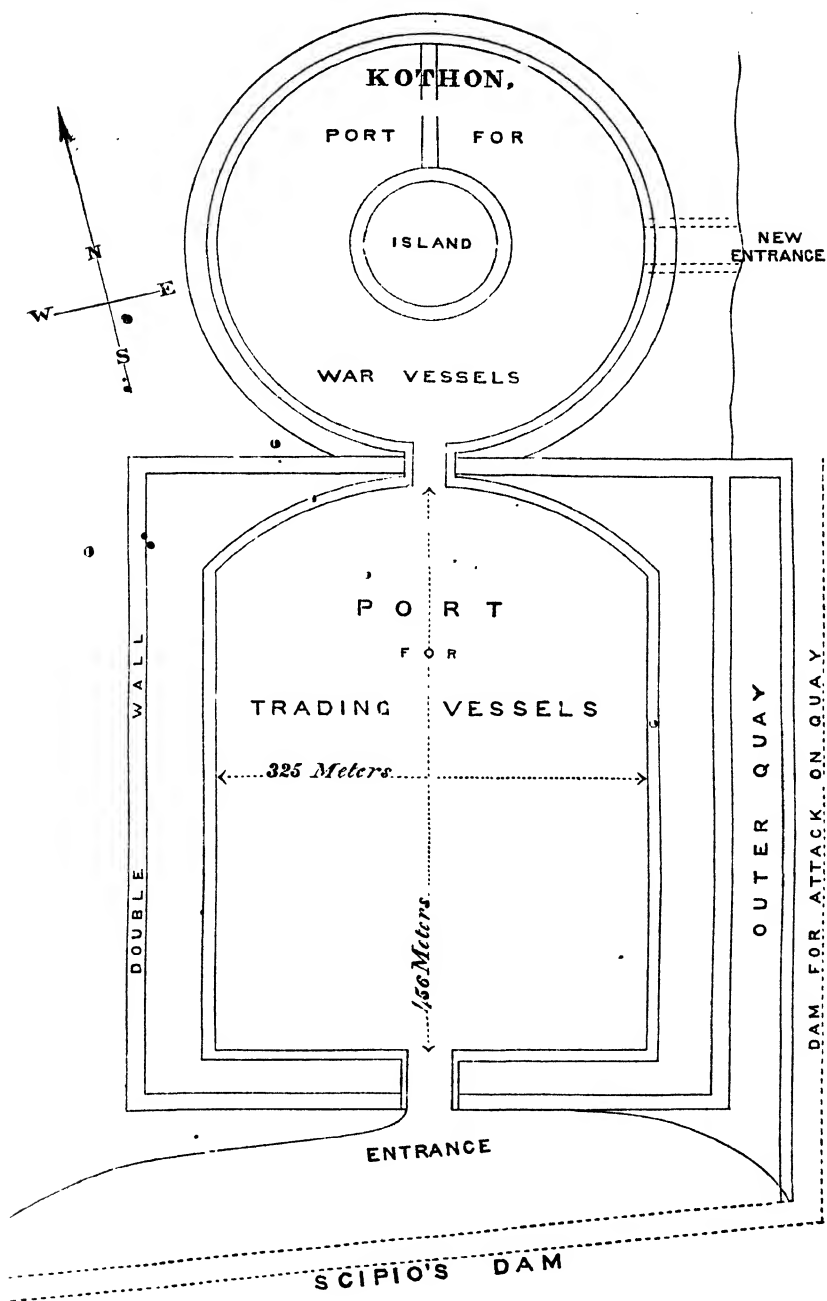 KOTHON,
PORT FOR
ISLAND
WAR VESSELS
NEW
ENTRANCE
N
W E
S
PORT
FOR
TRADING VESSELS
325 Meters
456 Meters
DOUBLE WALL
OUTER QUAY
DAM FOR ATTACK ON QUAY
ENTRANCE
SCIPIO'S DAM